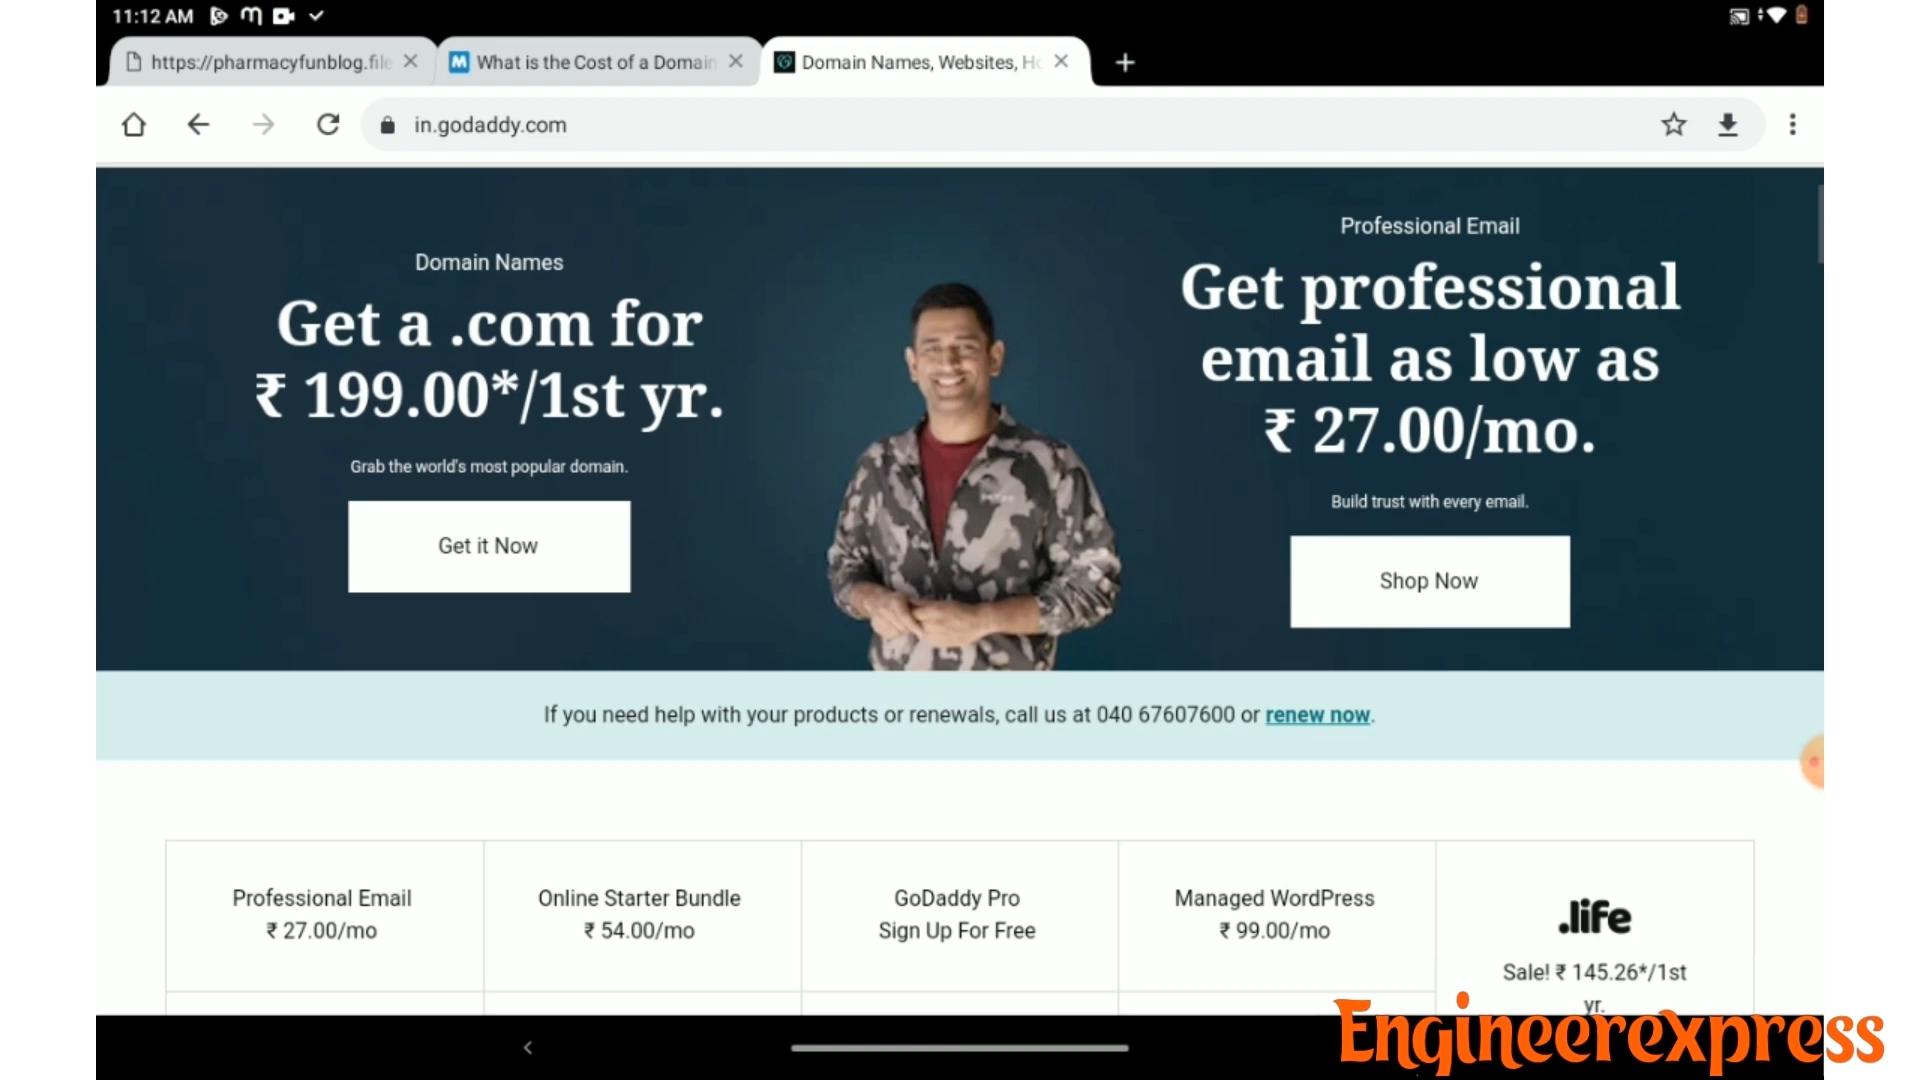 11:12 AM
https://pharmacyfunblog.file
What is the Cost of a Domain
Domain Names, Websites, Ho
in.godaddy.com
Domain Names
Get a .com for
₹ 199.00*/1st yr.
Grab the world's most popular domain.
Get it Now
Professional Email
Get professional
email as low as
₹ 27.00/mo.
Build trust with every email.
Shop Now
If you need help with your products or renewals, call us at 040 67607600 or renew now.
Professional Email
₹ 27.00/mo
Online Starter Bundle
₹ 54.00/mo
GoDaddy Pro
Sign Up For Free
Managed WordPress
₹ 99.00/mo
.life
Sale! ₹ 145.26*/1st
yr.
Engineerexpress